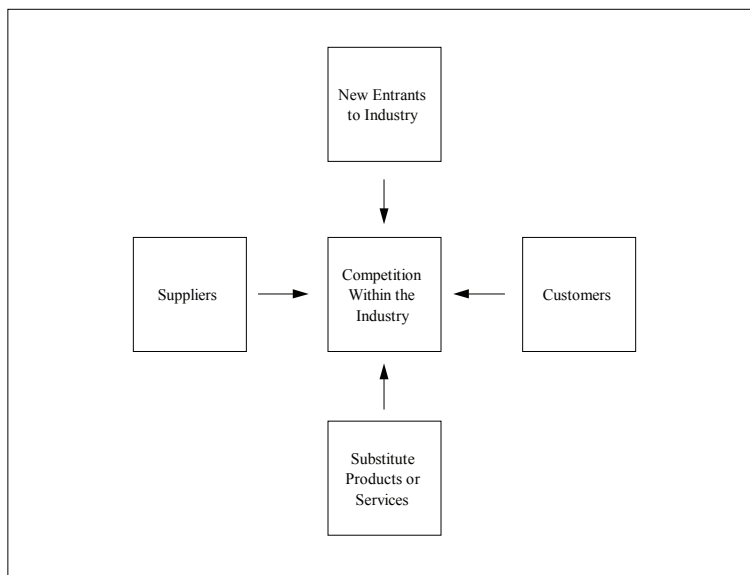 New Entrants
to Industry
Suppliers
Competition
Within the
Industry
Customers
Substitute
Products or
Services